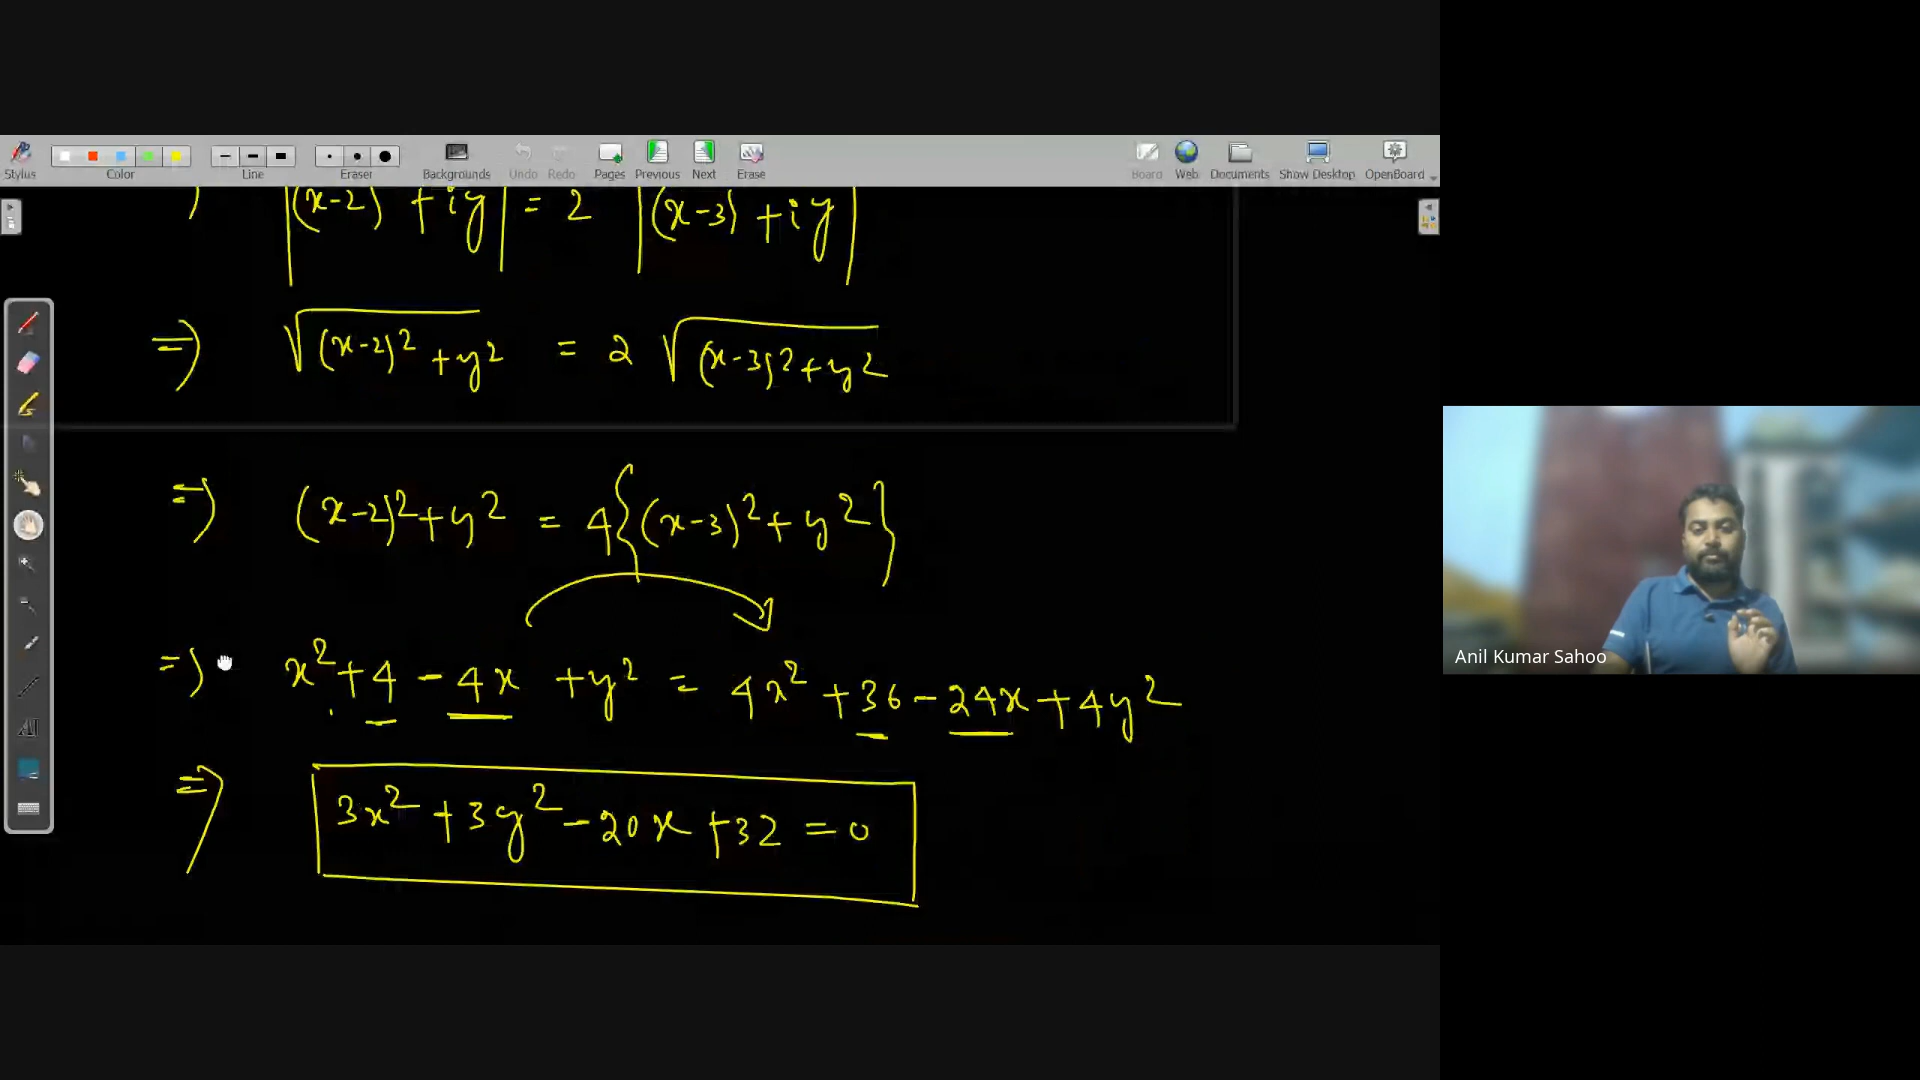 Stylus Color Line Eraser Backgrounds Undo Redo Pages Previous Next Erase Board Web Documents Show Desktop OpenBoard
|(x-2) + iy| = 2 |(x-3) + iy|
=) √(x-2)² + y² = 2 √(x-3)² + y²
=) (x-2)² + y² = 4{(x-3)² + y²}
=) x² + 4 - 4x + y² = 4x² + 36 - 24x + 4y²
=) 3x² + 3y² - 20x + 32 = 0
Anil Kumar Sahoo